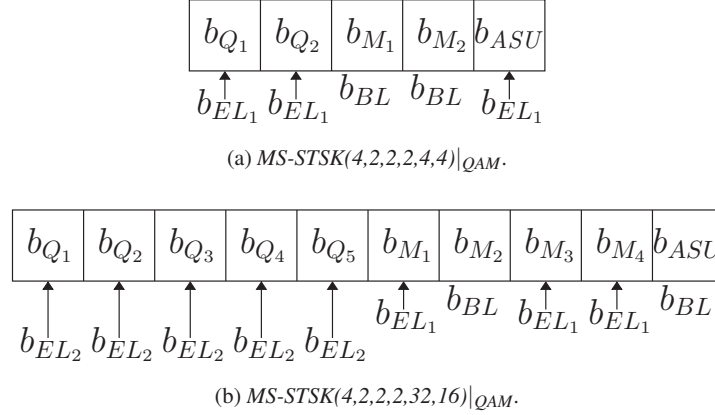 b_{Q_1} b_{Q_2} b_{M_1} b_{M_2} b_{ASU}
b_{EL_1} b_{EL_1} b_{BL} b_{BL} b_{EL_1}
(a) MS-STSK(4,2,2,2,4,4)|_{QAM}.
b_{Q_1} b_{Q_2} b_{Q_3} b_{Q_4} b_{Q_5} b_{M_1} b_{M_2} b_{M_3} b_{M_4} b_{ASU}
b_{EL_2} b_{EL_2} b_{EL_2} b_{EL_2} b_{EL_2} b_{EL_1} b_{BL} b_{EL_1} b_{EL_1} b_{BL}
(b) MS-STSK(4,2,2,2,32,16)|_{QAM}.